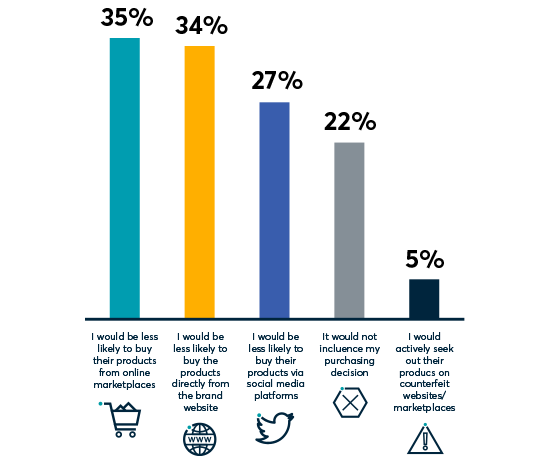 35%
34%
27%
22%
5%
I would be less
likely to buy
their products
from online
marketplaces
I would be
less likely to
buy the
products
directly from
the brand
website
I would be
less likely to
buy their
products via
social media
platforms
It would not
incluence my
purchasing
decision
I would
actively seek
out their
producs on
counterfeit
websites/
marketplaces
WWW